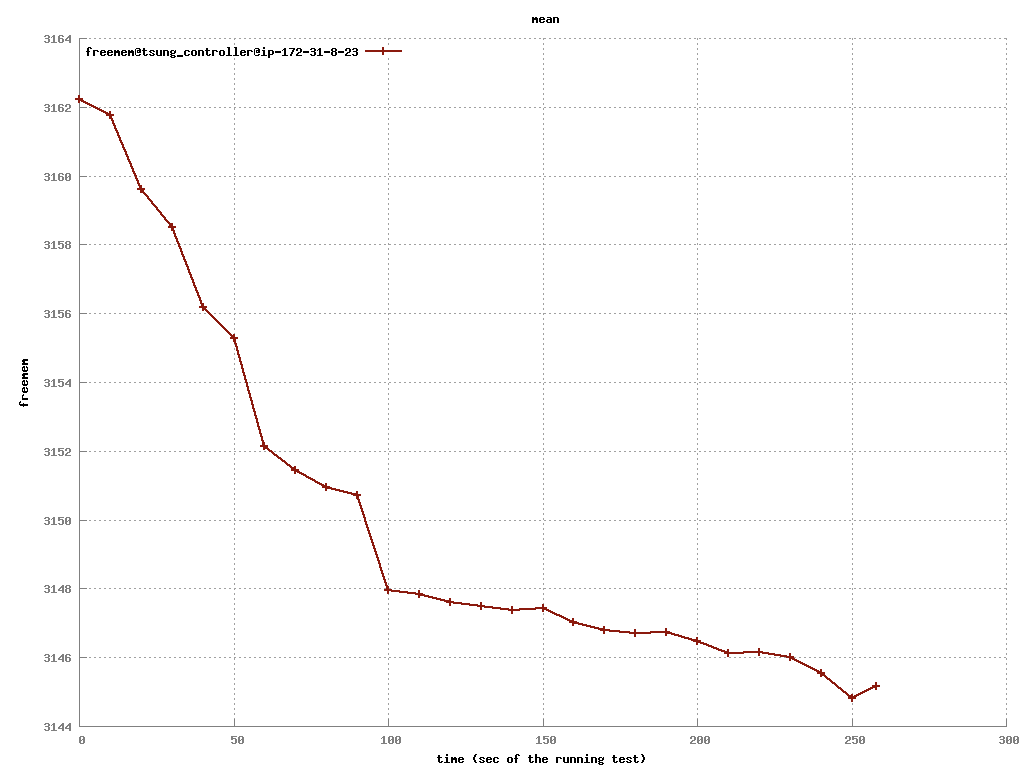 mean
3164
freemem@tsung_controller@ip-172-31-8-23
3162
3160
3158
3156
3154
freemem
3152
3150
3148
3146
3144
0 50 100 150 200 250 300
time (sec of the running test)